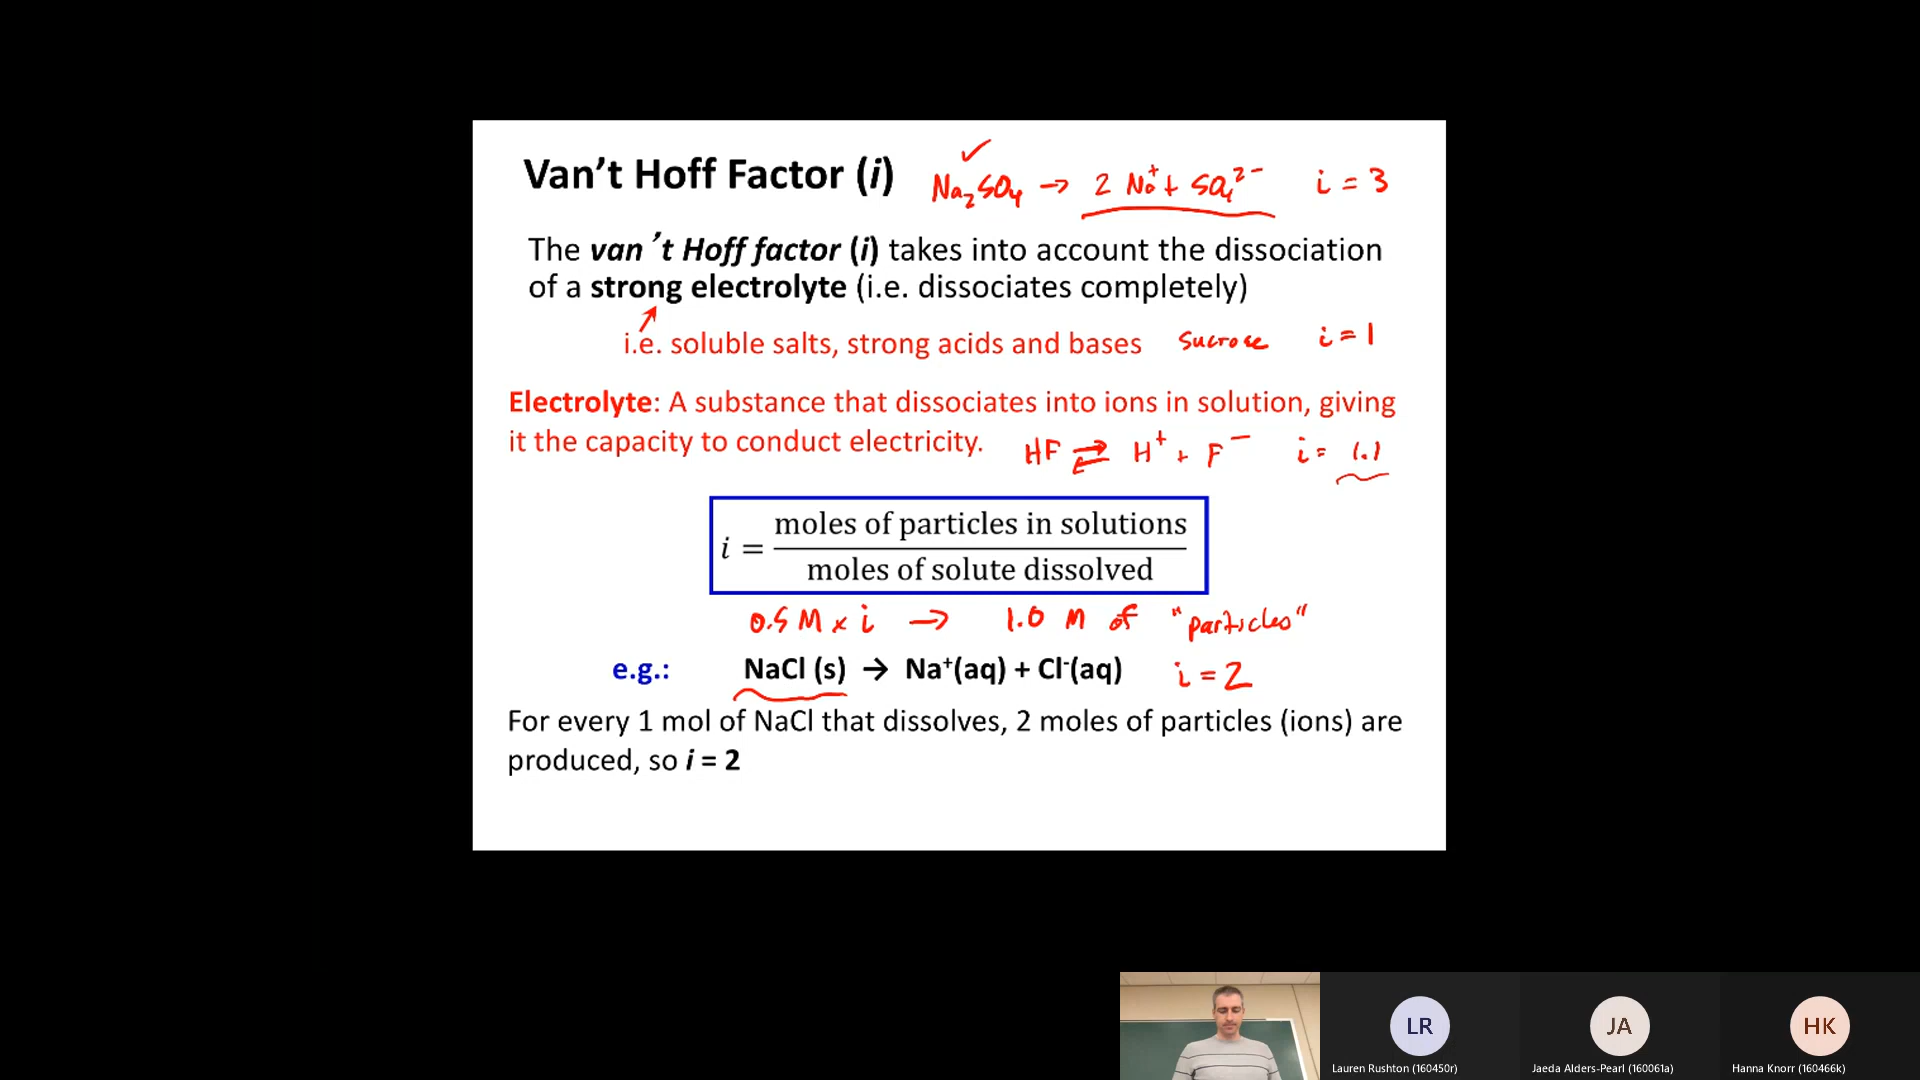 Van’t Hoff Factor (i) Na₂SO₄ → 2 Na⁺ + SO₄²⁻ i = 3
The van ’t Hoff factor (i) takes into account the dissociation
of a strong electrolyte (i.e. dissociates completely)
i.e. soluble salts, strong acids and bases sucrose i = 1
Electrolyte: A substance that dissociates into ions in solution, giving
it the capacity to conduct electricity. HF ⇌ H⁺ + F⁻ i = 1.1
i = moles of particles in solutions
moles of solute dissolved
0.5 M × i → 1.0 M of "particles"
e.g.: NaCl (s) → Na⁺(aq) + Cl⁻(aq) i = 2
For every 1 mol of NaCl that dissolves, 2 moles of particles (ions) are
produced, so i = 2
LR JA HK
Lauren Rushton (160450r) Jaeda Alders-Pearl (160061a) Hanna Knorr (160466k)